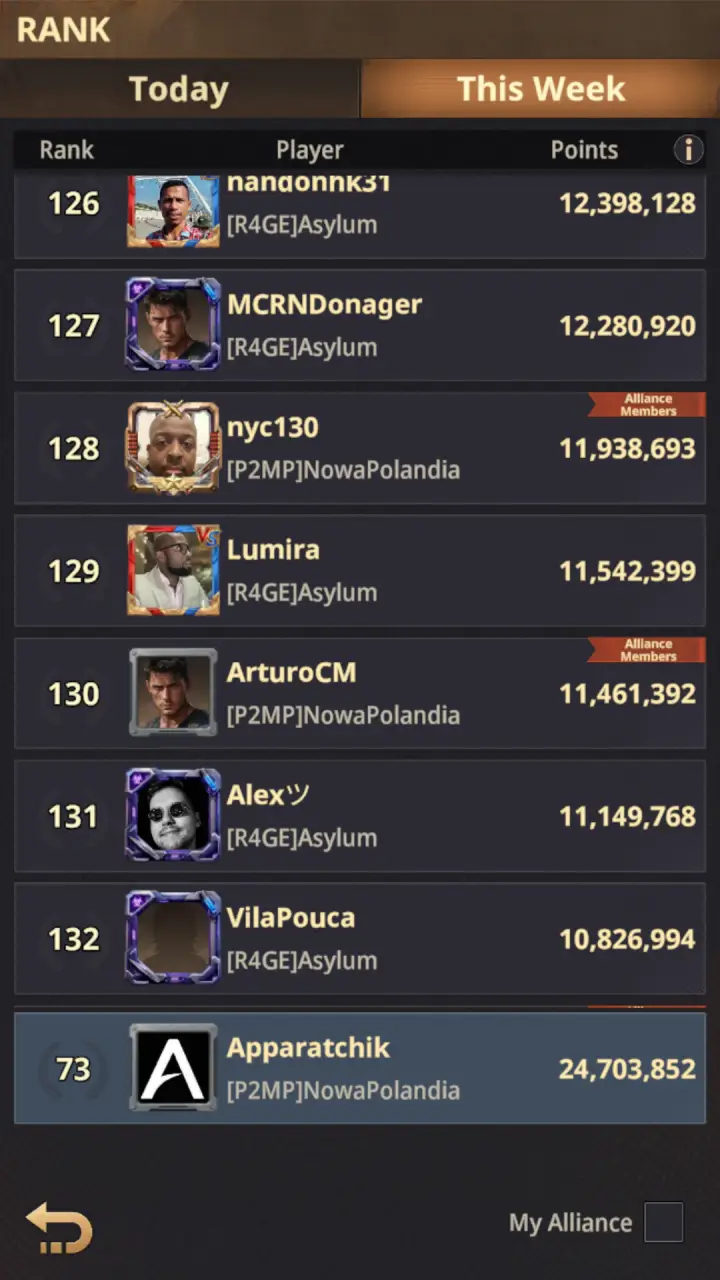 RANK
Today
This Week
Rank Player Points
126
12,398,128
[R4GE]Asylum
127
MCRNDonager
12,280,920
[R4GE]Asylum
Alliance
Members
128
nyc130
11,938,693
[P2MP]NowaPolandia
VS
129
Lumira
11,542,399
[R4GE]Asylum
Alliance
Members
130
ArturoCM
11,461,392
[P2MP]NowaPolandia
131
Alexツ
11,149,768
[R4GE]Asylum
132
VilaPouca
10,826,994
[R4GE]Asylum
73
Apparatchik
24,703,852
[P2MP]NowaPolandia
My Alliance